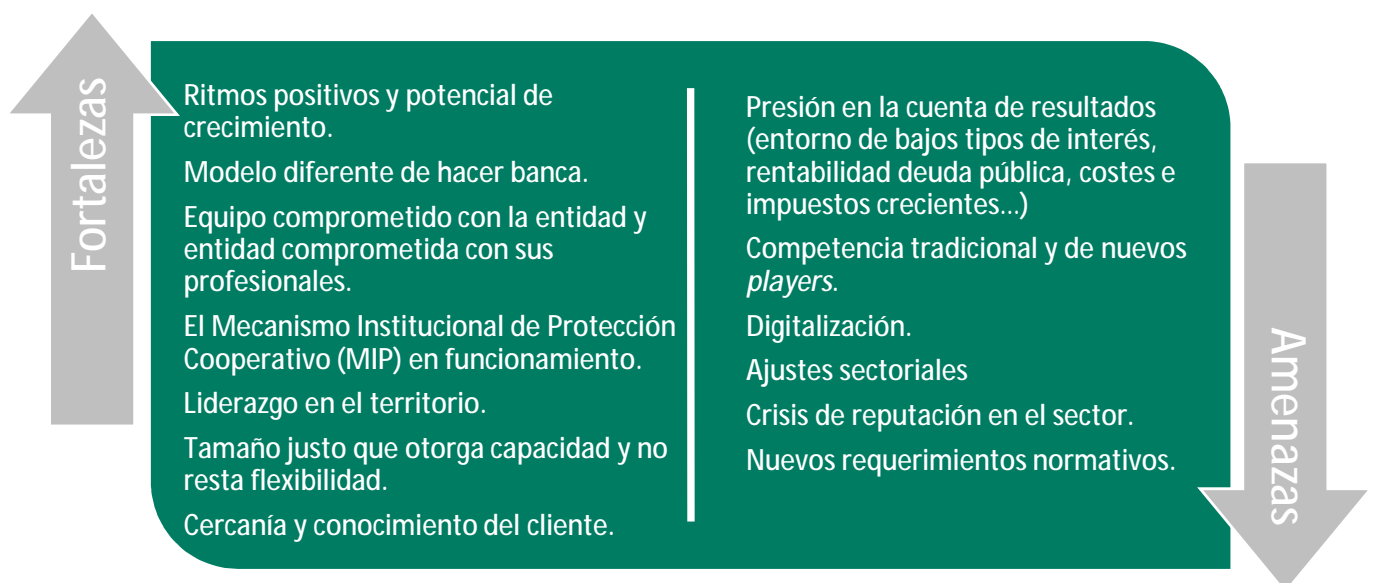 Fortalezas
Ritmos positivos y potencial de
crecimiento.
Modelo diferente de hacer banca.
Equipo comprometido con la entidad y
entidad comprometida con sus
profesionales.
El Mecanismo Institucional de Protección
Cooperativo (MIP) en funcionamiento.
Liderazgo en el territorio.
Tamaño justo que otorga capacidad y no
resta flexibilidad.
Cercanía y conocimiento del cliente.
Presión en la cuenta de resultados
(entorno de bajos tipos de interés,
rentabilidad deuda pública, costes e
impuestos crecientes...)
Competencia tradicional y de nuevos
players.
Digitalización.
Ajustes sectoriales
Crisis de reputación en el sector.
Nuevos requerimientos normativos.
Amenazas